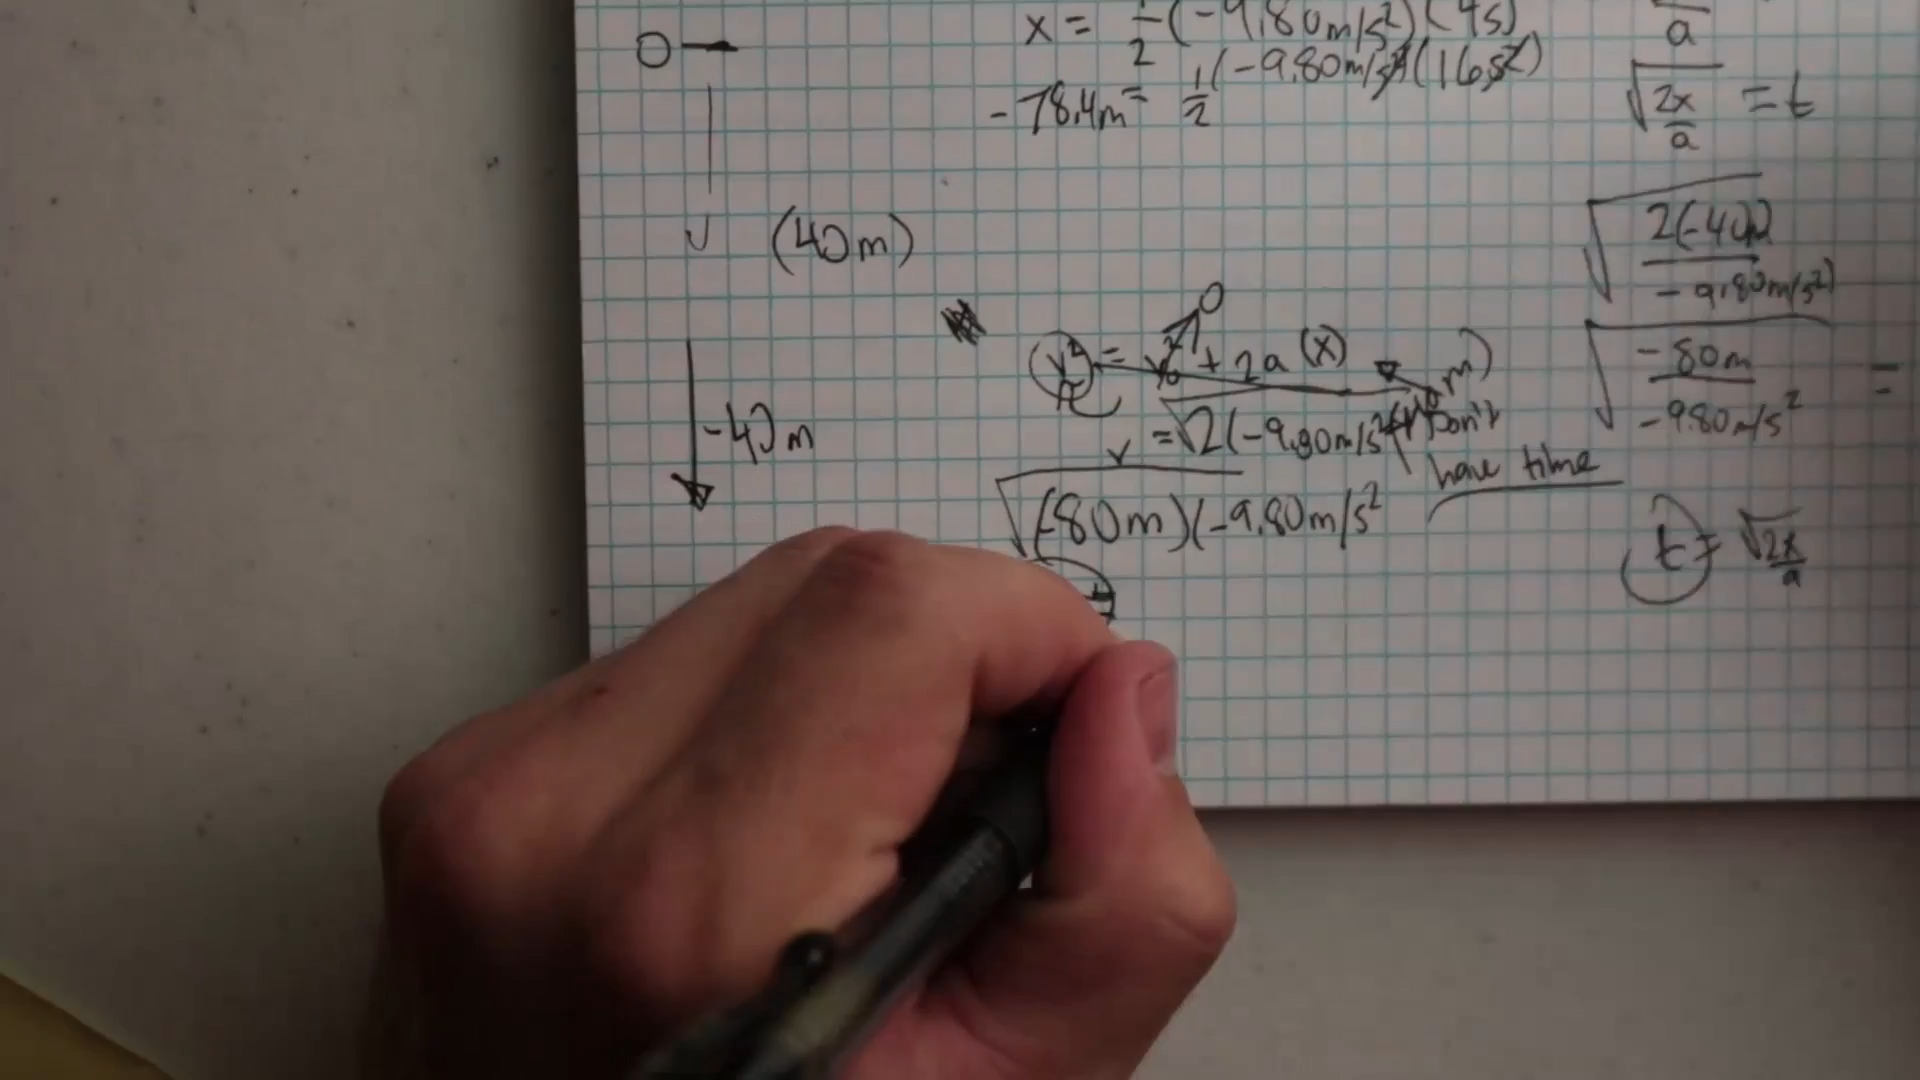 0
x = 1/2 (-9.80m/s²)(4s)
-78.4m = 1/2 (-9.80m/s²)(16s²)
(40m)
-40m
0
v² = v₀² + 2a (x)
v = √2(-9.80m/s²
m)
Don't
have time
√(-80m)(-9.80m/s²
a
√2x/a = t
√2(-40
-9.80m/s²)
√-80m =
-9.80m/s²
t = √2x/a